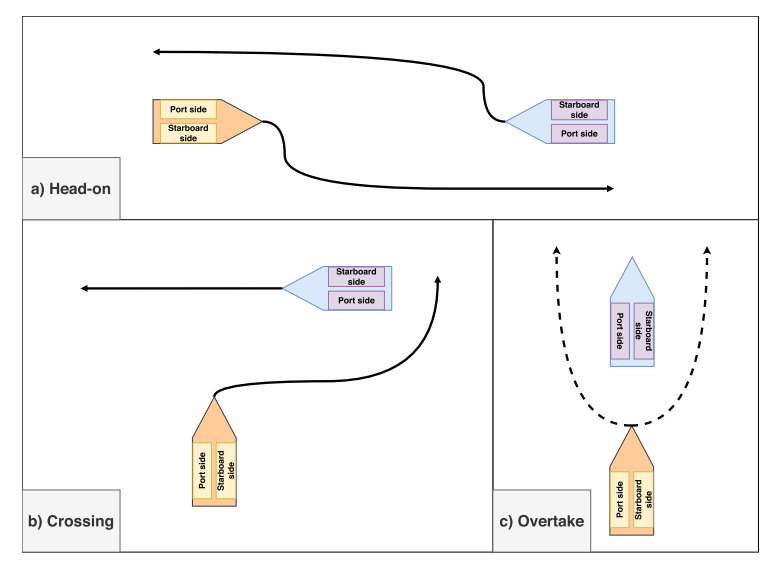 Port side
Starboard
side
Starboard
side
Port side
a) Head-on
Starboard
side
Port side
Port side
Starboard
side
b) Crossing
Port side
Starboard
side
Port side
Starboard
side
c) Overtake